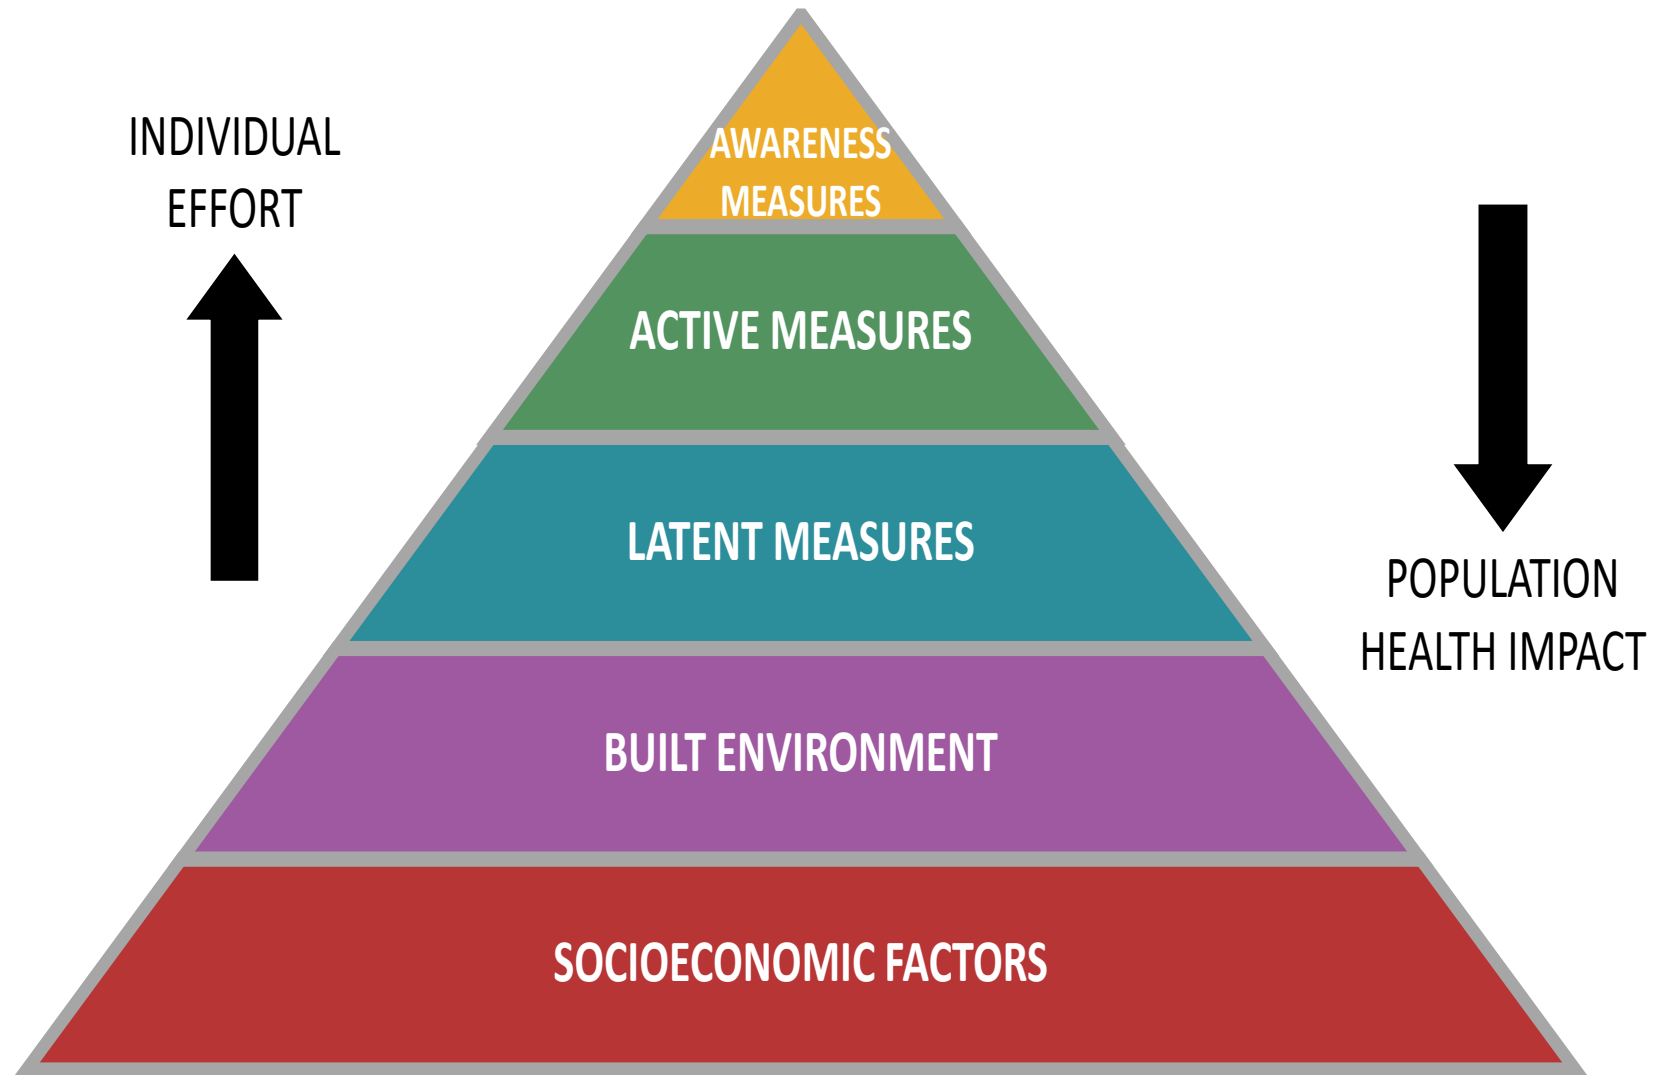 INDIVIDUAL
EFFORT
AWARENESS
MEASURES
ACTIVE MEASURES
LATENT MEASURES
BUILT ENVIRONMENT
SOCIOECONOMIC FACTORS
POPULATION
HEALTH IMPACT